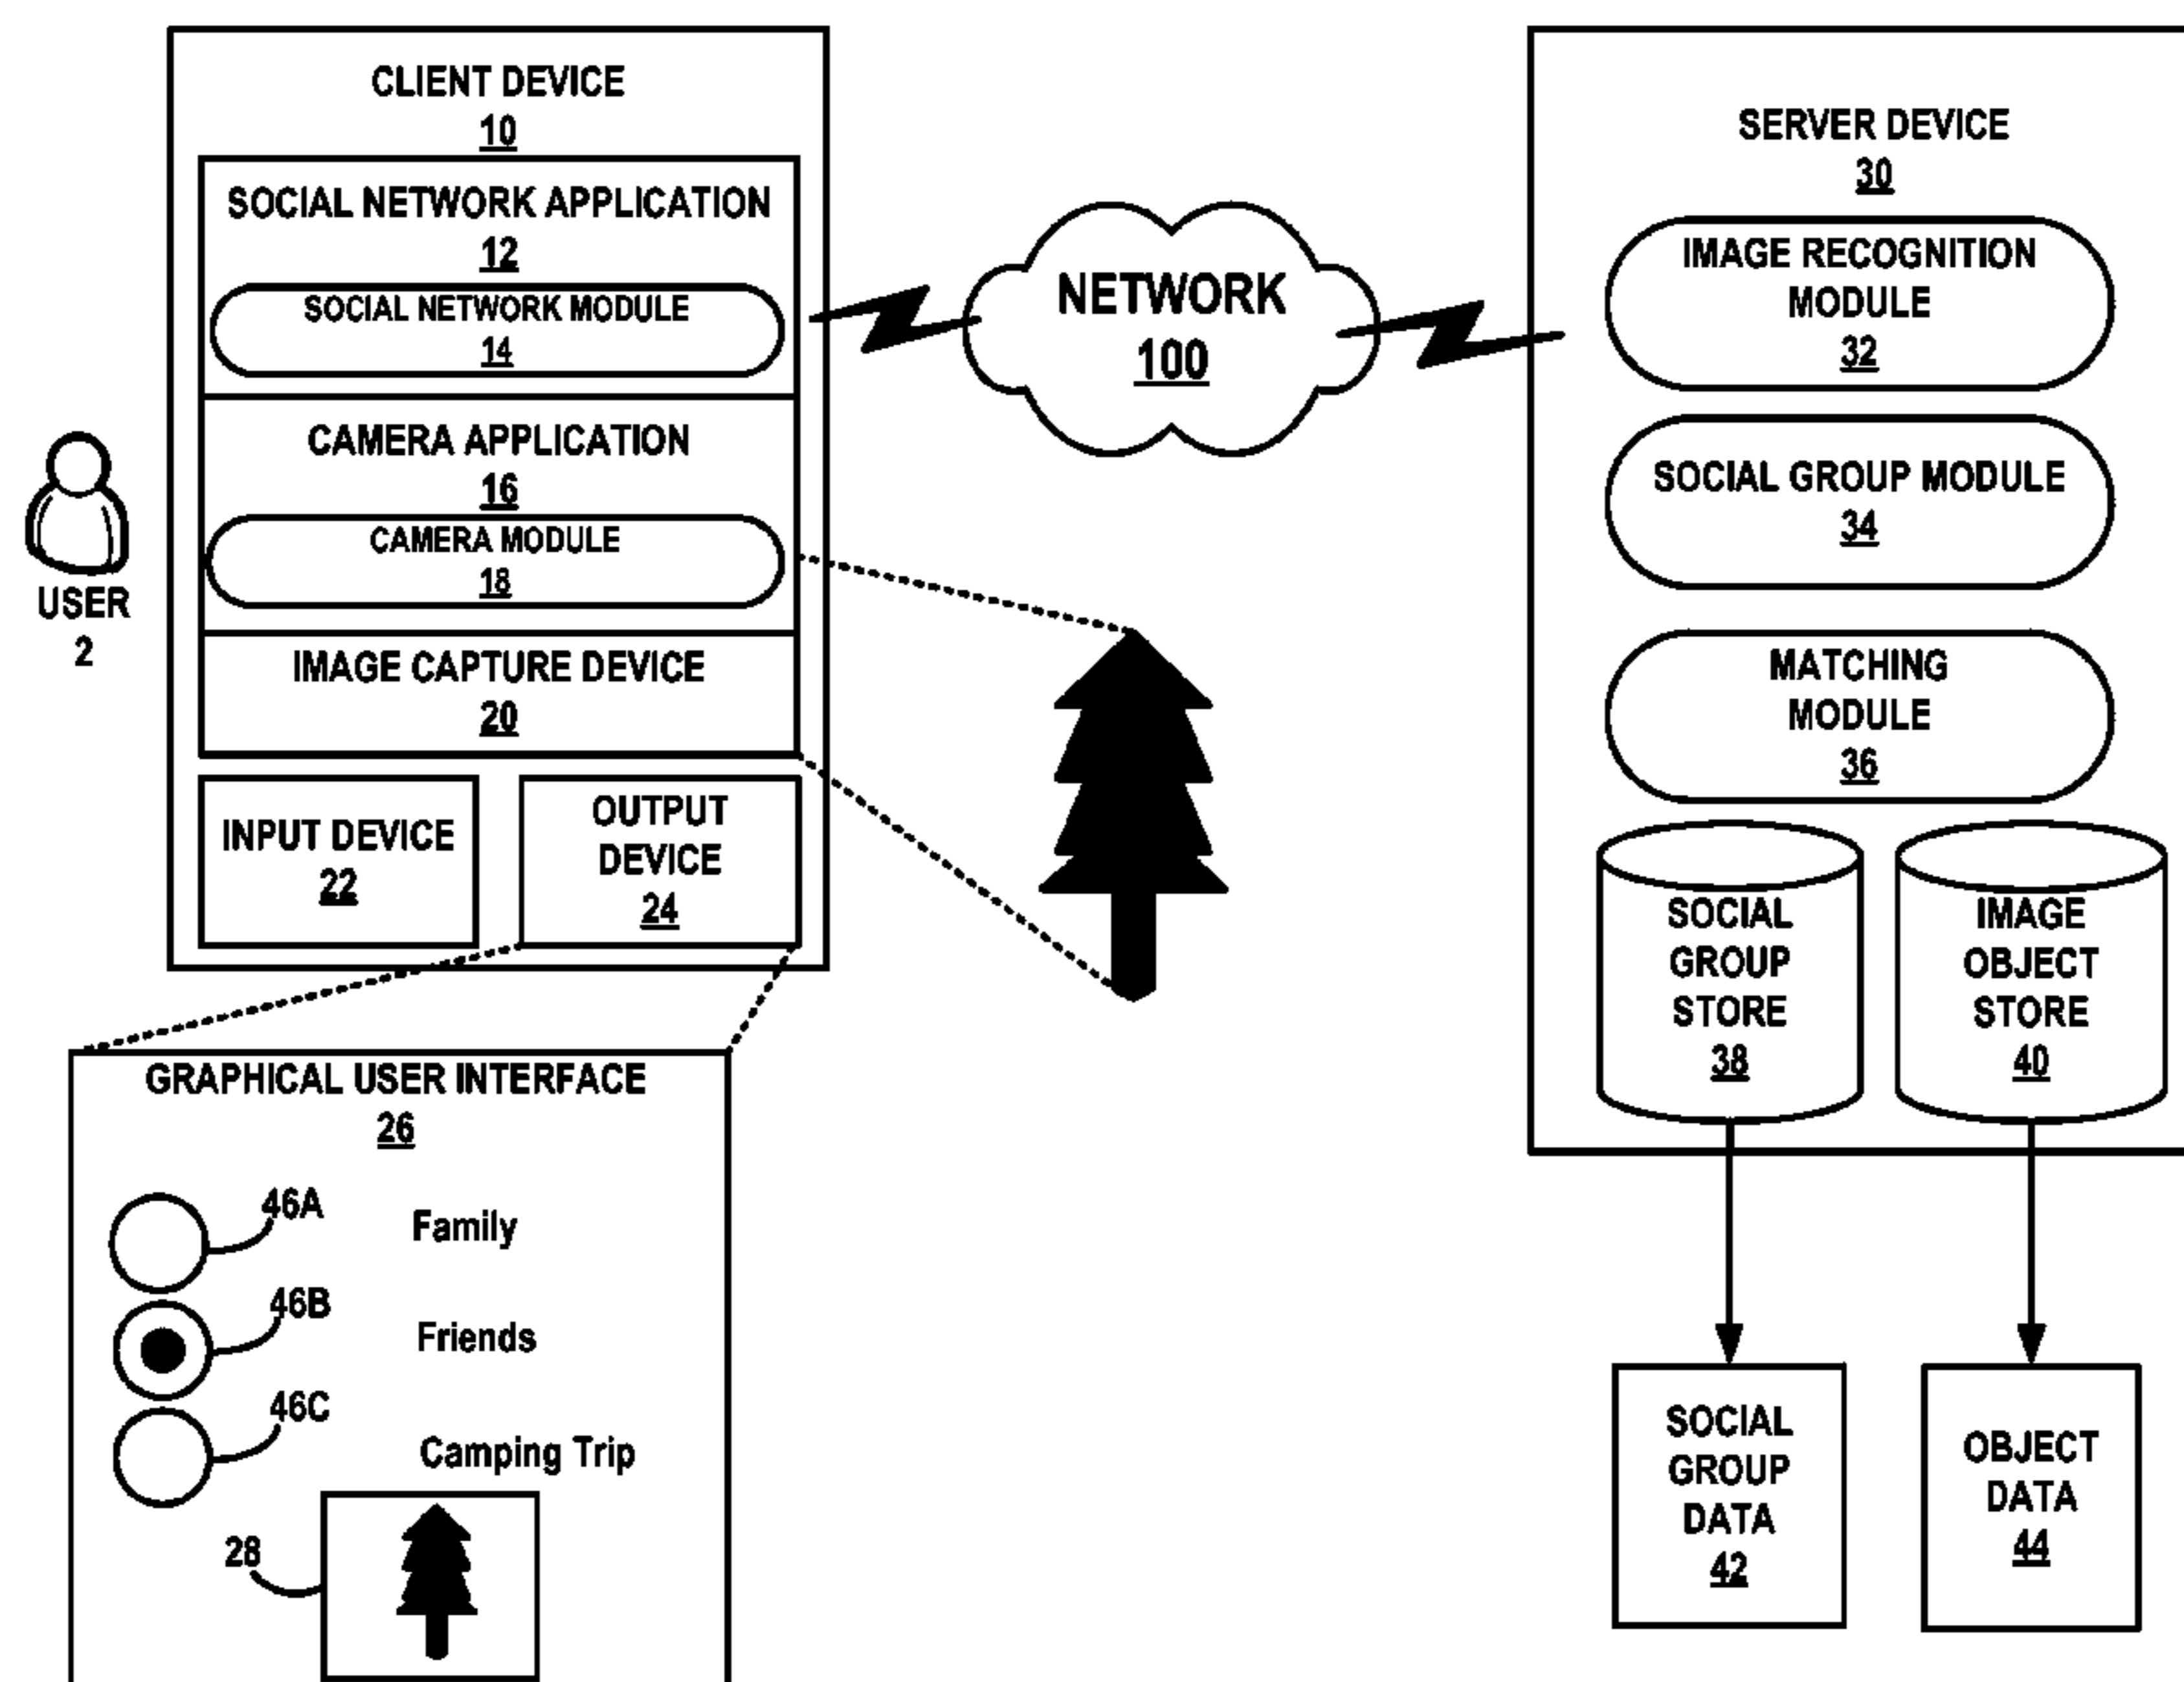 CLIENT DEVICE
10
SOCIAL NETWORK APPLICATION
12
SOCIAL NETWORK MODULE
14
CAMERA APPLICATION
16
CAMERA MODULE
18
IMAGE CAPTURE DEVICE
20
INPUT DEVICE
22
OUTPUT
DEVICE
24
USER
2
NETWORK
100
SERVER DEVICE
30
IMAGE RECOGNITION
MODULE
32
SOCIAL GROUP MODULE
34
MATCHING
MODULE
36
SOCIAL
GROUP
STORE
38
IMAGE
OBJECT
STORE
40
GRAPHICAL USER INTERFACE
26
46A
Family
46B
Friends
46C
Camping Trip
28
SOCIAL
GROUP
DATA
42
OBJECT
DATA
44